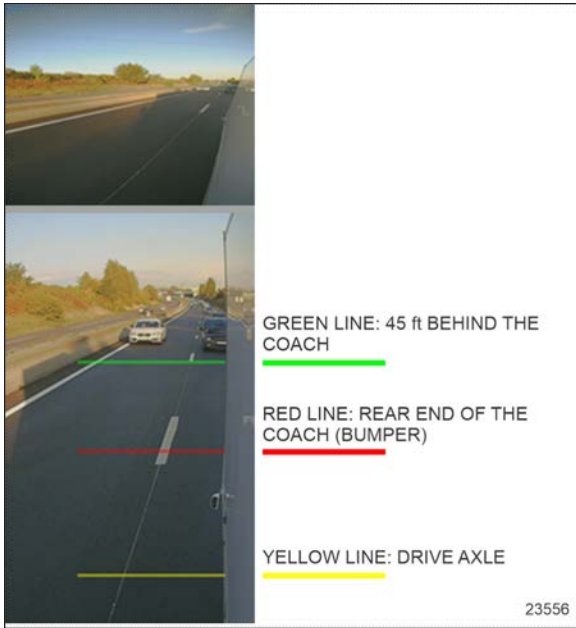 GREEN LINE: 45 ft BEHIND THE
COACH
RED LINE: REAR END OF THE
COACH (BUMPER)
YELLOW LINE: DRIVE AXLE
23556